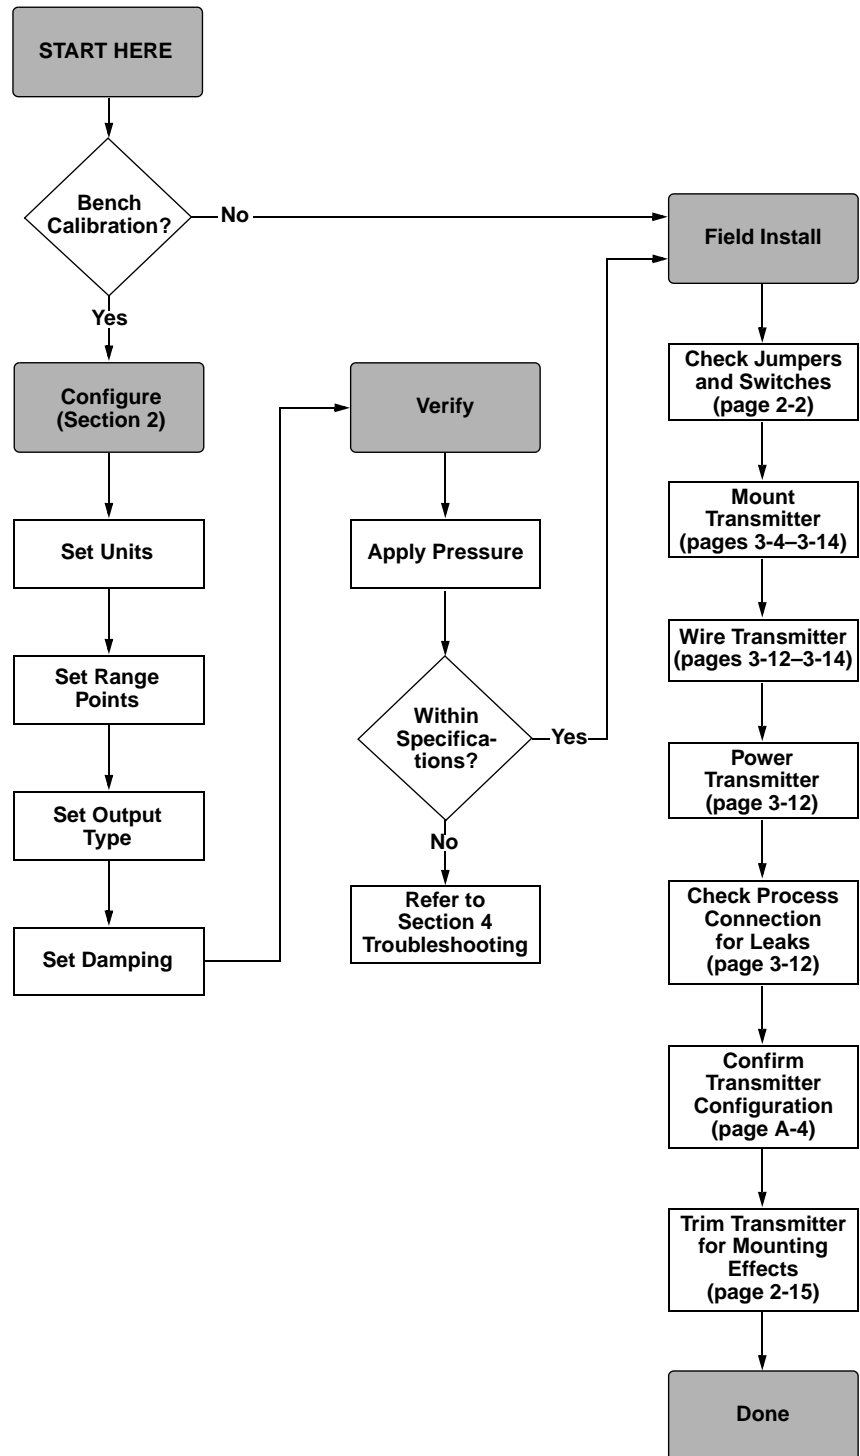 START HERE
Bench
Calibration?
No
Yes
Configure
(Section 2)
Set Units
Set Range
Points
Set Output
Type
Set Damping
Verify
Apply Pressure
Within
Specifica-
tions?
Yes
No
Refer to
Section 4
Troubleshooting
Field Install
Check Jumpers
and Switches
(page 2-2)
Mount
Transmitter
(pages 3-4–3-14)
Wire Transmitter
(pages 3-12–3-14)
Power
Transmitter
(page 3-12)
Check Process
Connection
for Leaks
(page 3-12)
Confirm
Transmitter
Configuration
(page A-4)
Trim Transmitter
for Mounting
Effects
(page 2-15)
Done